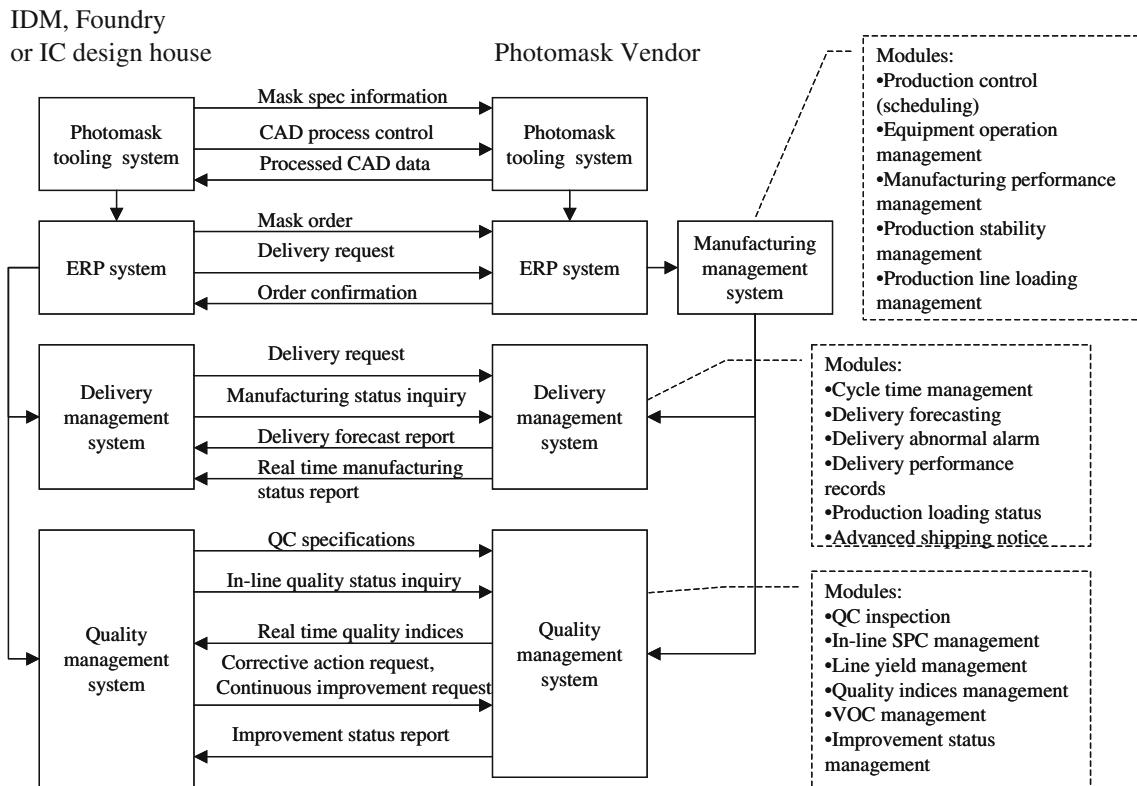 IDM, Foundry
or IC design house
Photomask Vendor
Photomask
tooling system
Mask spec information
CAD process control
Processed CAD data
Photomask
tooling system
ERP system
Mask order
Delivery request
Order confirmation
ERP system
Manufacturing
management
system
Modules:
•Production control
(scheduling)
•Equipment operation
management
•Manufacturing performance
management
•Production stability
management
•Production line loading
management
Delivery
management
system
Delivery request
Manufacturing status inquiry
Delivery forecast report
Real time manufacturing
status report
Delivery
management
system
Modules:
•Cycle time management
•Delivery forecasting
•Delivery abnormal alarm
•Delivery performance
records
•Production loading status
•Advanced shipping notice
Quality
management
system
QC specifications
In-line quality status inquiry
Real time quality indices
Corrective action request,
Continuous improvement request
Improvement status report
Quality
management
system
Modules:
•QC inspection
•In-line SPC management
•Line yield management
•Quality indices management
•VOC management
•Improvement status
management